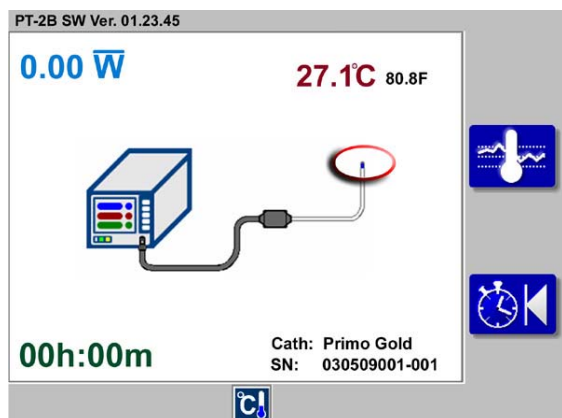 PT-2B SW Ver. 01.23.45
0.00 W
27.1°C 80.8F
00h:00m
Cath: Primo Gold
SN: 030509001-001
°C